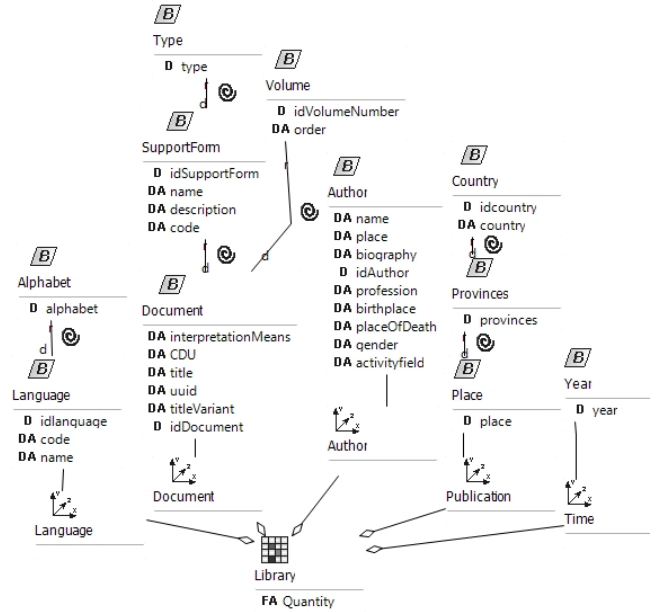 B
Type
D type
r
d
B
Volume
D idVolumeNumber
DA order
r
d
B
SupportForm
D idSupportForm
DA name
DA description
DA code
r
d
B
Author
DA name
DA place
DA biography
D idAuthor
DA profession
DA birthplace
DA placeOfDeath
DA gender
DA activityfield
B
Country
D idcountry
DA country
r
d
B
Alphabet
D alphabet
r
d
B
Document
DA interpretationMeans
DA CDU
DA title
DA uuid
DA titleVariant
D idDocument
B
Provinces
D provinces
r
d
B
Language
D idlanquage
DA code
DA name
B
Place
D place
B
Year
D year
Y
Z
X
Language
Y
Z
X
Document
Y
Z
X
Author
Y
Z
X
Publication
Y
Z
X
Time
Library
FA Quantity